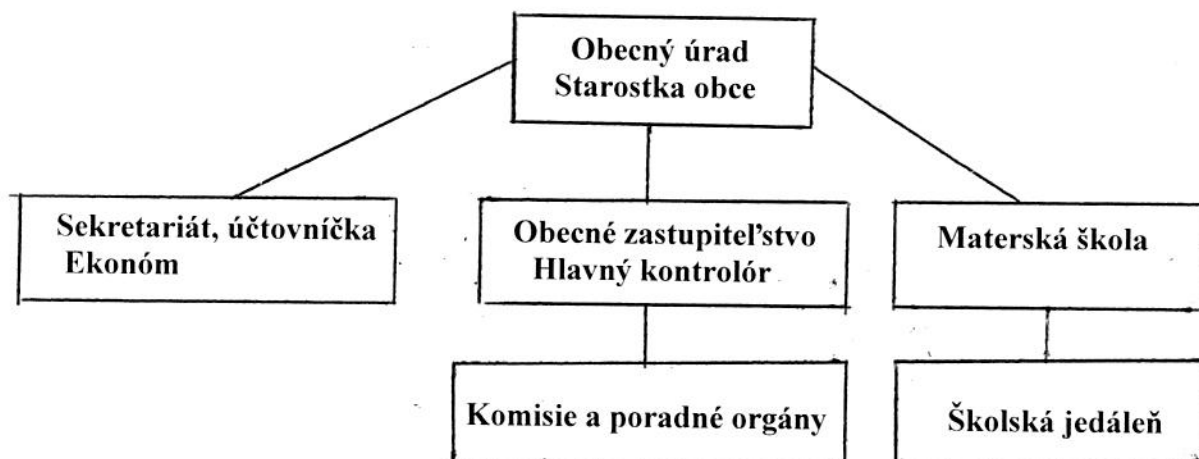 Obecný úrad
Starostka obce
Sekretariát, účtovníčka
Ekonóm
Obecné zastupiteľstvo
Hlavný kontrolór
Materská škola
Komisie a poradné orgány
Školská jedáleň